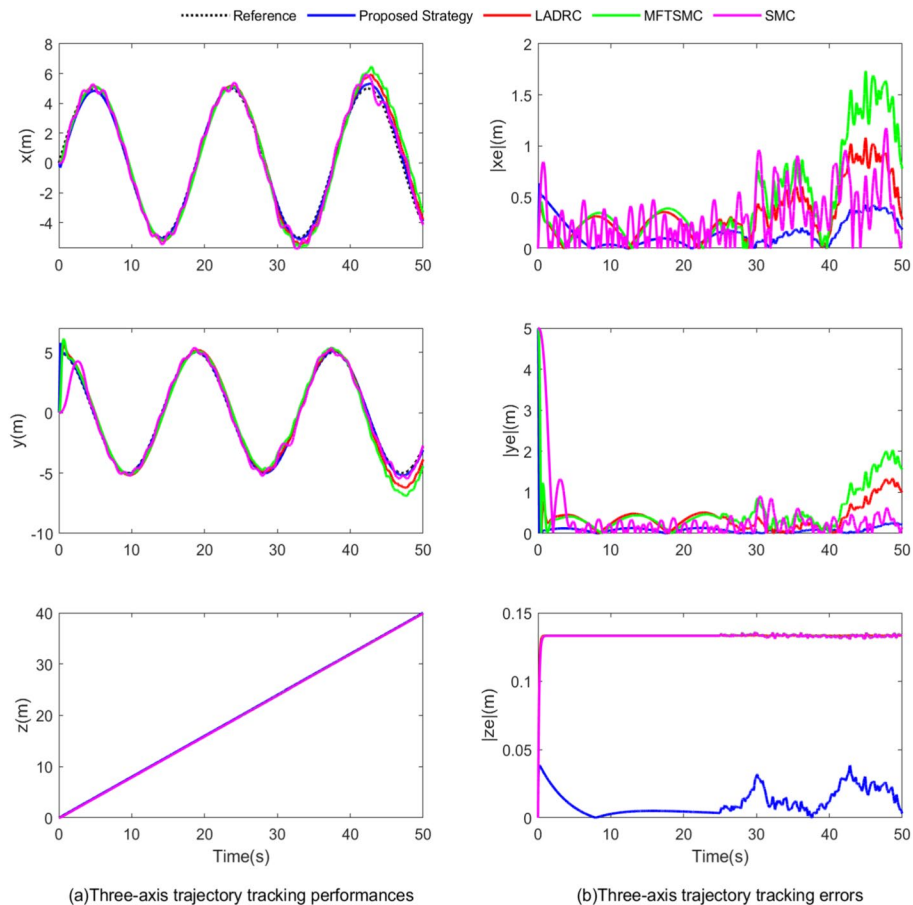 Reference Proposed Strategy LADRC MFTSMC SMC
8
6
4
2
0
-2
-4
x(m)
0 10 20 30 40 50
2
1.5
1
0.5
0
|xe|(m)
0 10 20 30 40 50
5
0
-5
-10
y(m)
0 10 20 30 40 50
5
4
3
2
1
0
|ye|(m)
0 10 20 30 40 50
40
30
20
10
0
z(m)
0 10 20 30 40 50
Time(s)
0.15
0.1
0.05
0
|ze|(m)
0 10 20 30 40 50
Time(s)
(a)Three-axis trajectory tracking performances
(b)Three-axis trajectory tracking errors